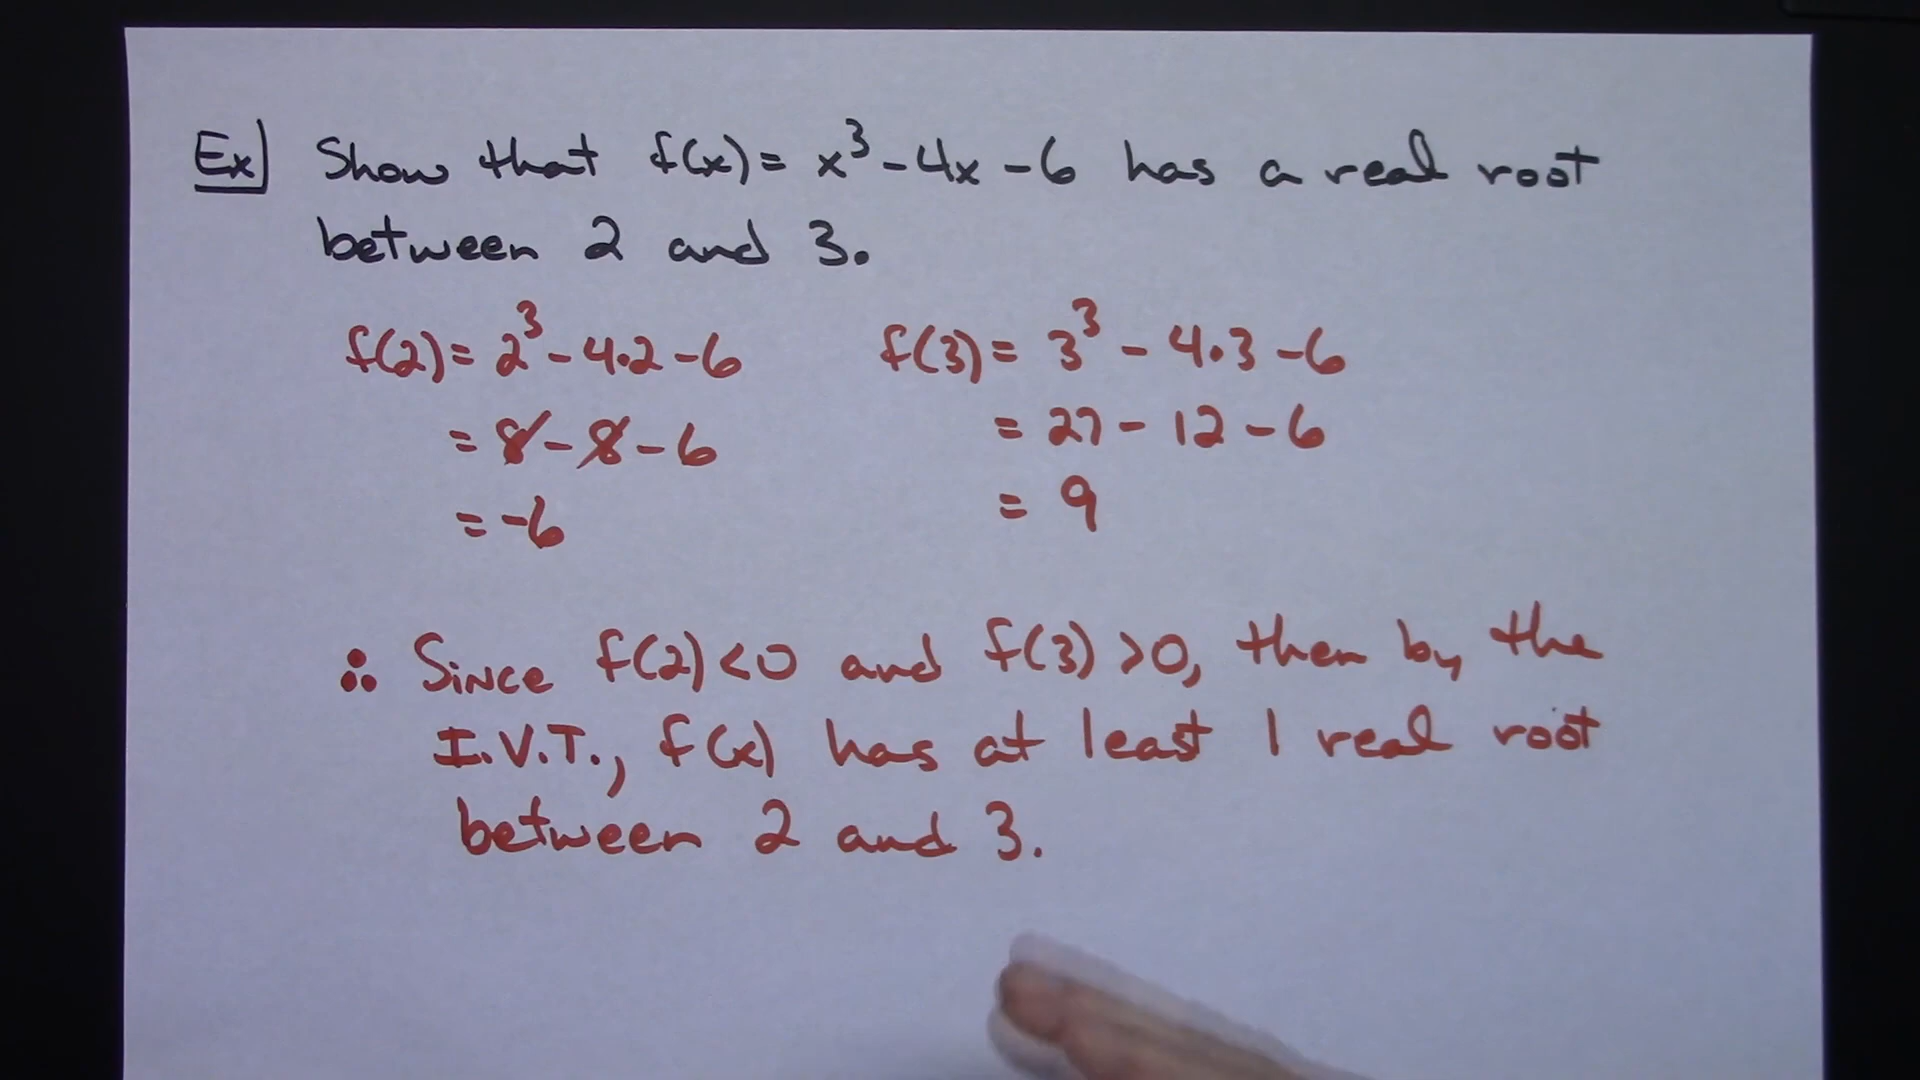 Ex] Show that f(x) = x³ - 4x - 6 has a real root
between 2 and 3.
f(2) = 2³ - 4·2 - 6
= 8 - 8 - 6
= -6
f(3) = 3³ - 4·3 - 6
= 27 - 12 - 6
= 9
∴ Since f(2) < 0 and f(3) > 0, then by the
I.V.T., f(x) has at least 1 real root
between 2 and 3.